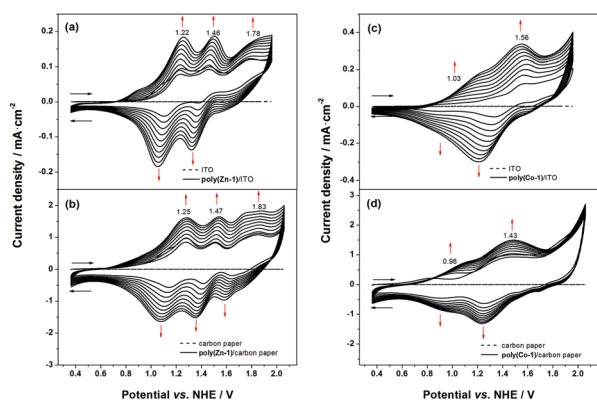 (a)
1.22
1.46
1.78
0.2
0.1
0.0
-0.1
-0.2
ITO
poly(Zn-1)/ITO
Current density / mA·cm-2
(b)
1.25
1.47
1.83
2
1
0
-1
-2
carbon paper
poly(Zn-1)/carbon paper
0.4 0.6 0.8 1.0 1.2 1.4 1.6 1.8 2.0
Potential vs. NHE / V
(c)
1.03
1.56
0.4
0.2
0.0
-0.2
-0.4
ITO
poly(Co-1)/ITO
Current density / mA·cm-2
(d)
0.98
1.43
2
1
0
-1
-2
carbon paper
poly(Co-1)/carbon paper
0.4 0.6 0.8 1.0 1.2 1.4 1.6 1.8 2.0
Potential vs. NHE / V